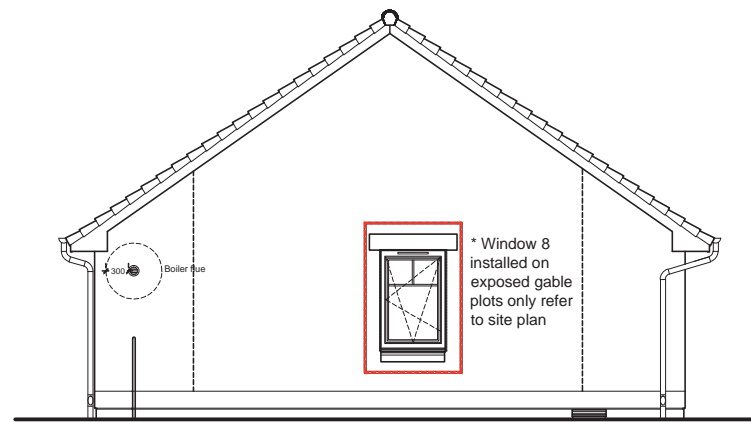 * Window 8
installed on
exposed gable
plots only refer
to site plan
300
Boiler flue